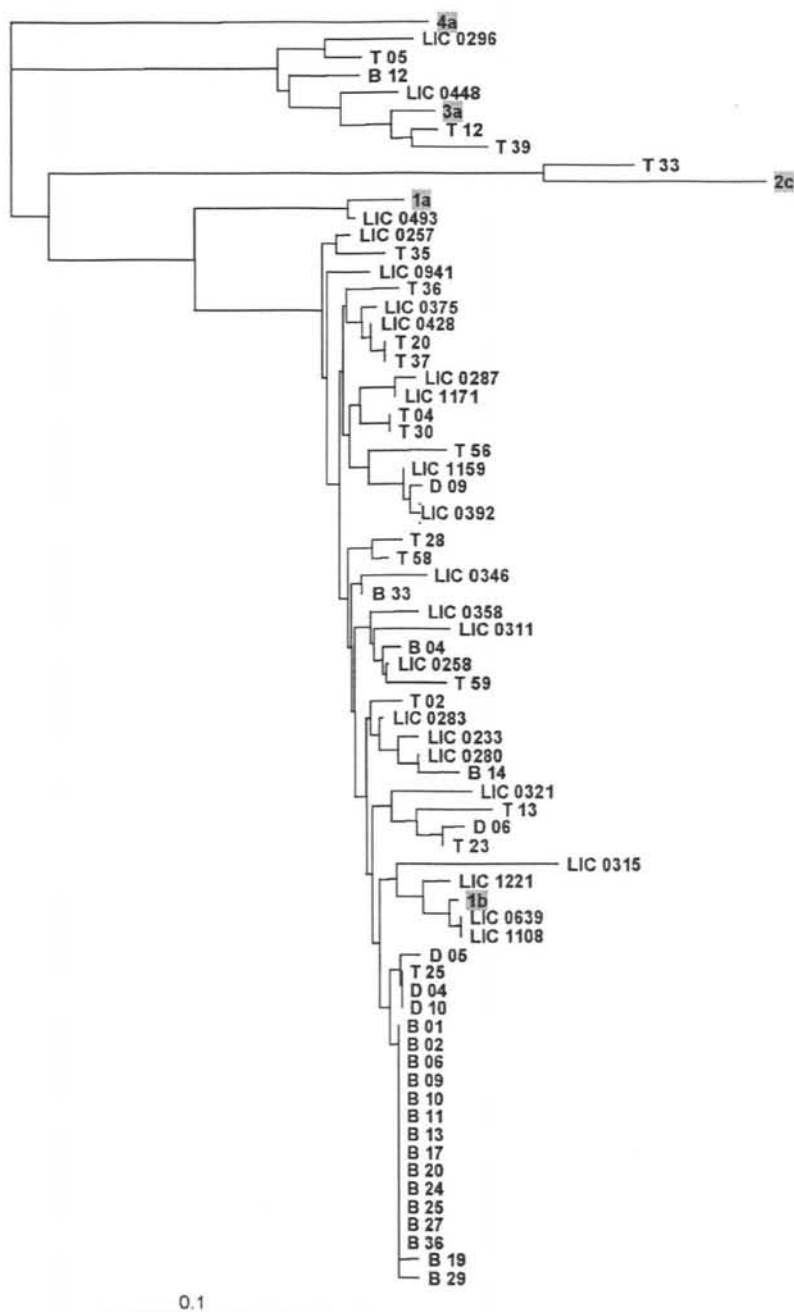 4a
LIC 0296
T 05
B 12
LIC 0448
3a
T 12
T 39
T 33
2c
1a
LIC 0493
LIC 0257
T 35
LIC 0941
T 36
LIC 0375
LIC 0428
T 20
T 37
LIC 0287
LIC 1171
T 04
T 30
T 56
LIC 1159
D 09
LIC 0392
T 28
T 58
LIC 0346
B 33
LIC 0358
LIC 0311
B 04
LIC 0258
T 59
T 02
LIC 0283
LIC 0233
LIC 0280
B 14
LIC 0321
T 13
D 06
T 23
LIC 0315
LIC 1221
1b
LIC 0639
LIC 1108
D 05
T 25
D 04
D 10
B 01
B 02
B 06
B 09
B 10
B 11
B 13
B 17
B 20
B 24
B 25
B 27
B 36
B 19
B 29
0.1